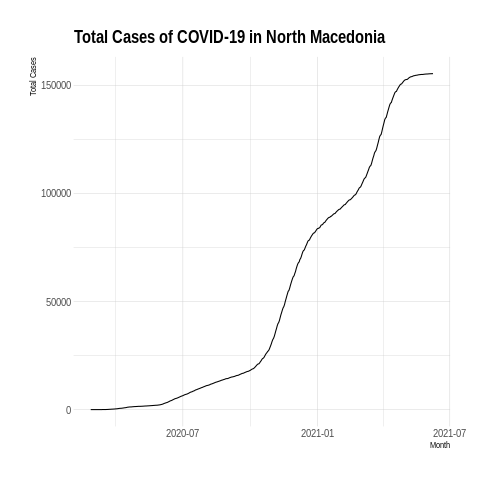 Total Cases of COVID-19 in North Macedonia
Total Cases
150000
100000
50000
0
2020-07
2021-01
2021-07
Month